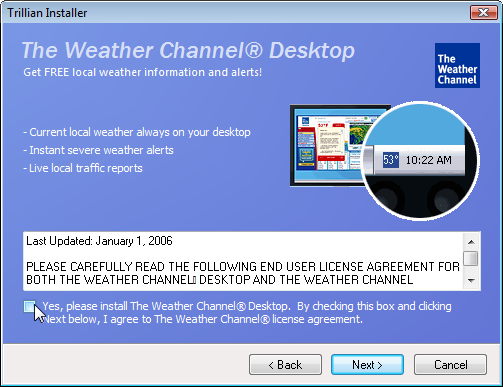 Trillian Installer
The Weather Channel® Desktop
Get FREE local weather information and alerts!
The
Weather
Channel
- Current local weather always on your desktop
- Instant severe weather alerts
- Live local traffic reports
53°
53° 10:22 AM
Last Updated: January 1, 2006
PLEASE CAREFULLY READ THE FOLLOWING END USER LICENSE AGREEMENT FOR
BOTH THE WEATHER CHANNEL▯ DESKTOP AND THE WEATHER CHANNEL
Yes, please install The Weather Channel® Desktop. By checking this box and clicking
Next below, I agree to The Weather Channel® license agreement.
< Back
Next >
Cancel